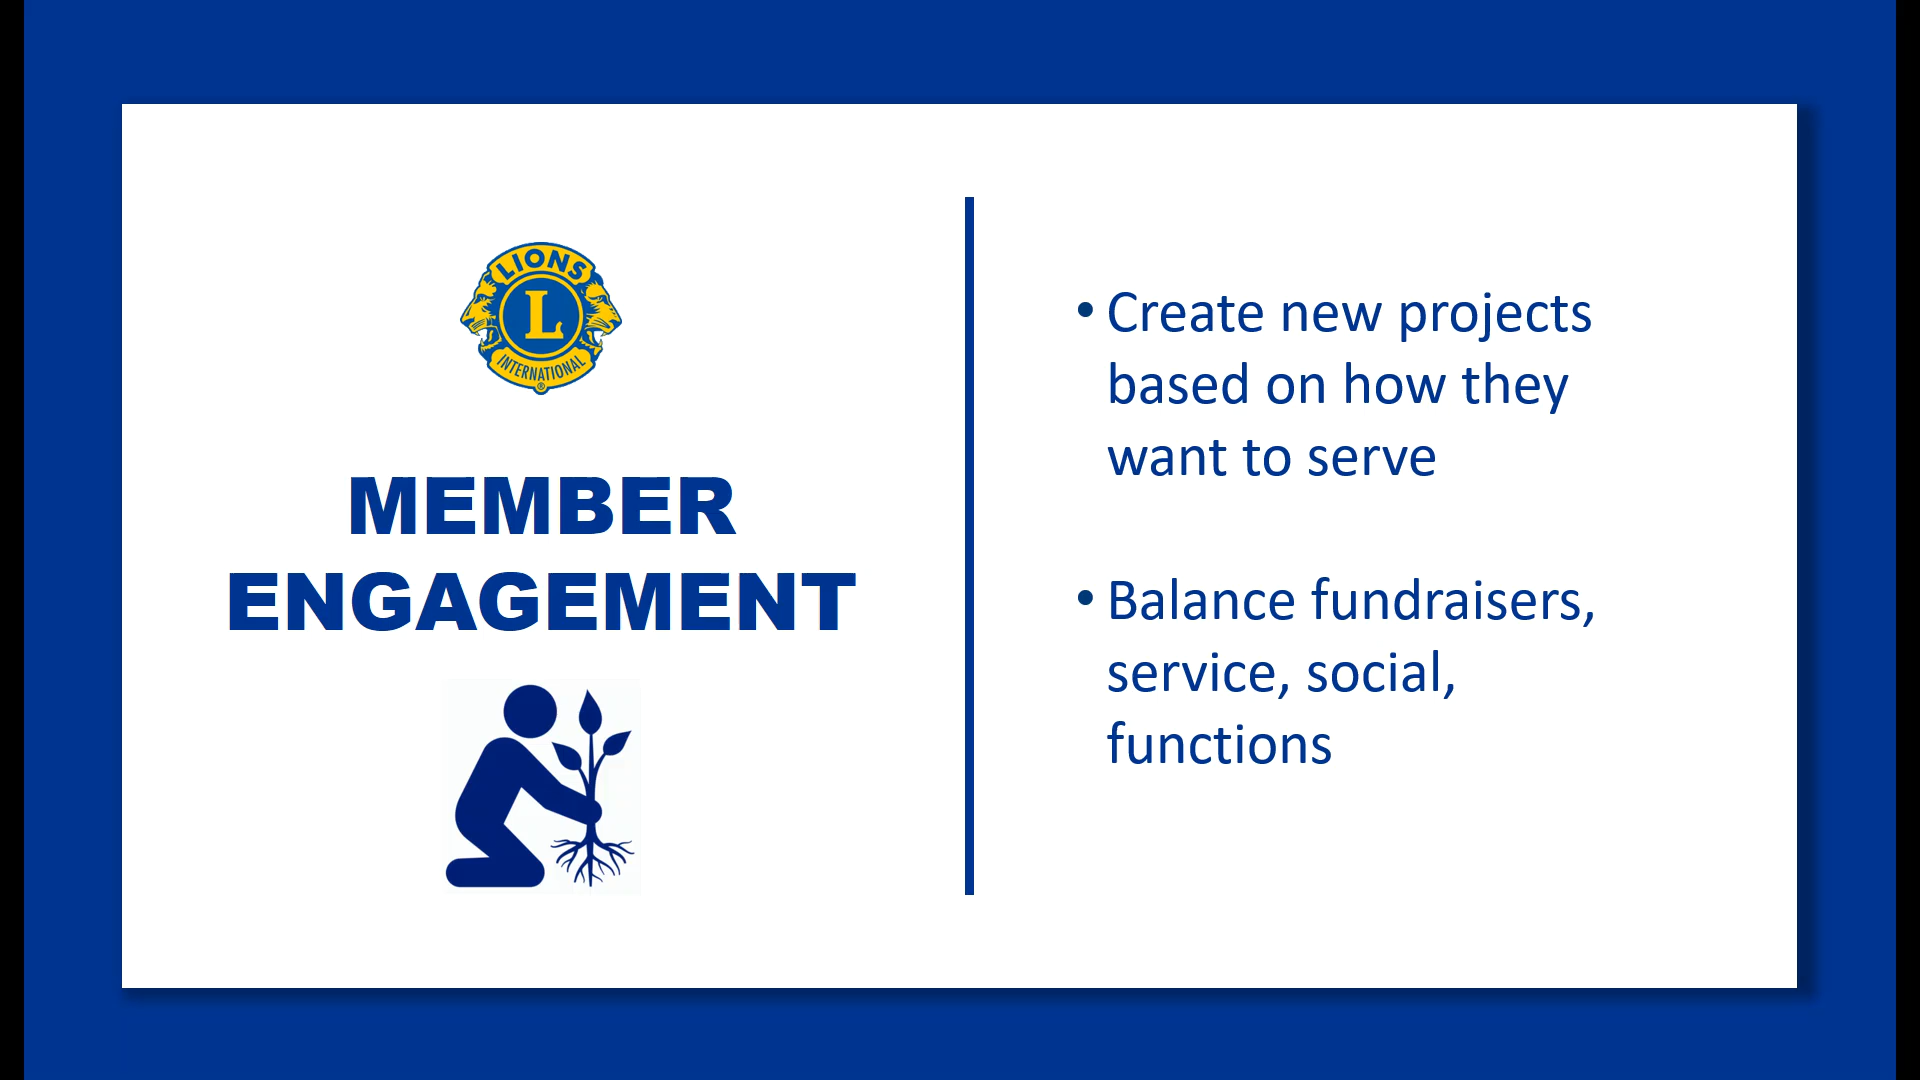 LIONS
L
INTERNATIONAL
®
MEMBER
ENGAGEMENT
• Create new projects
based on how they
want to serve
• Balance fundraisers,
service, social,
functions